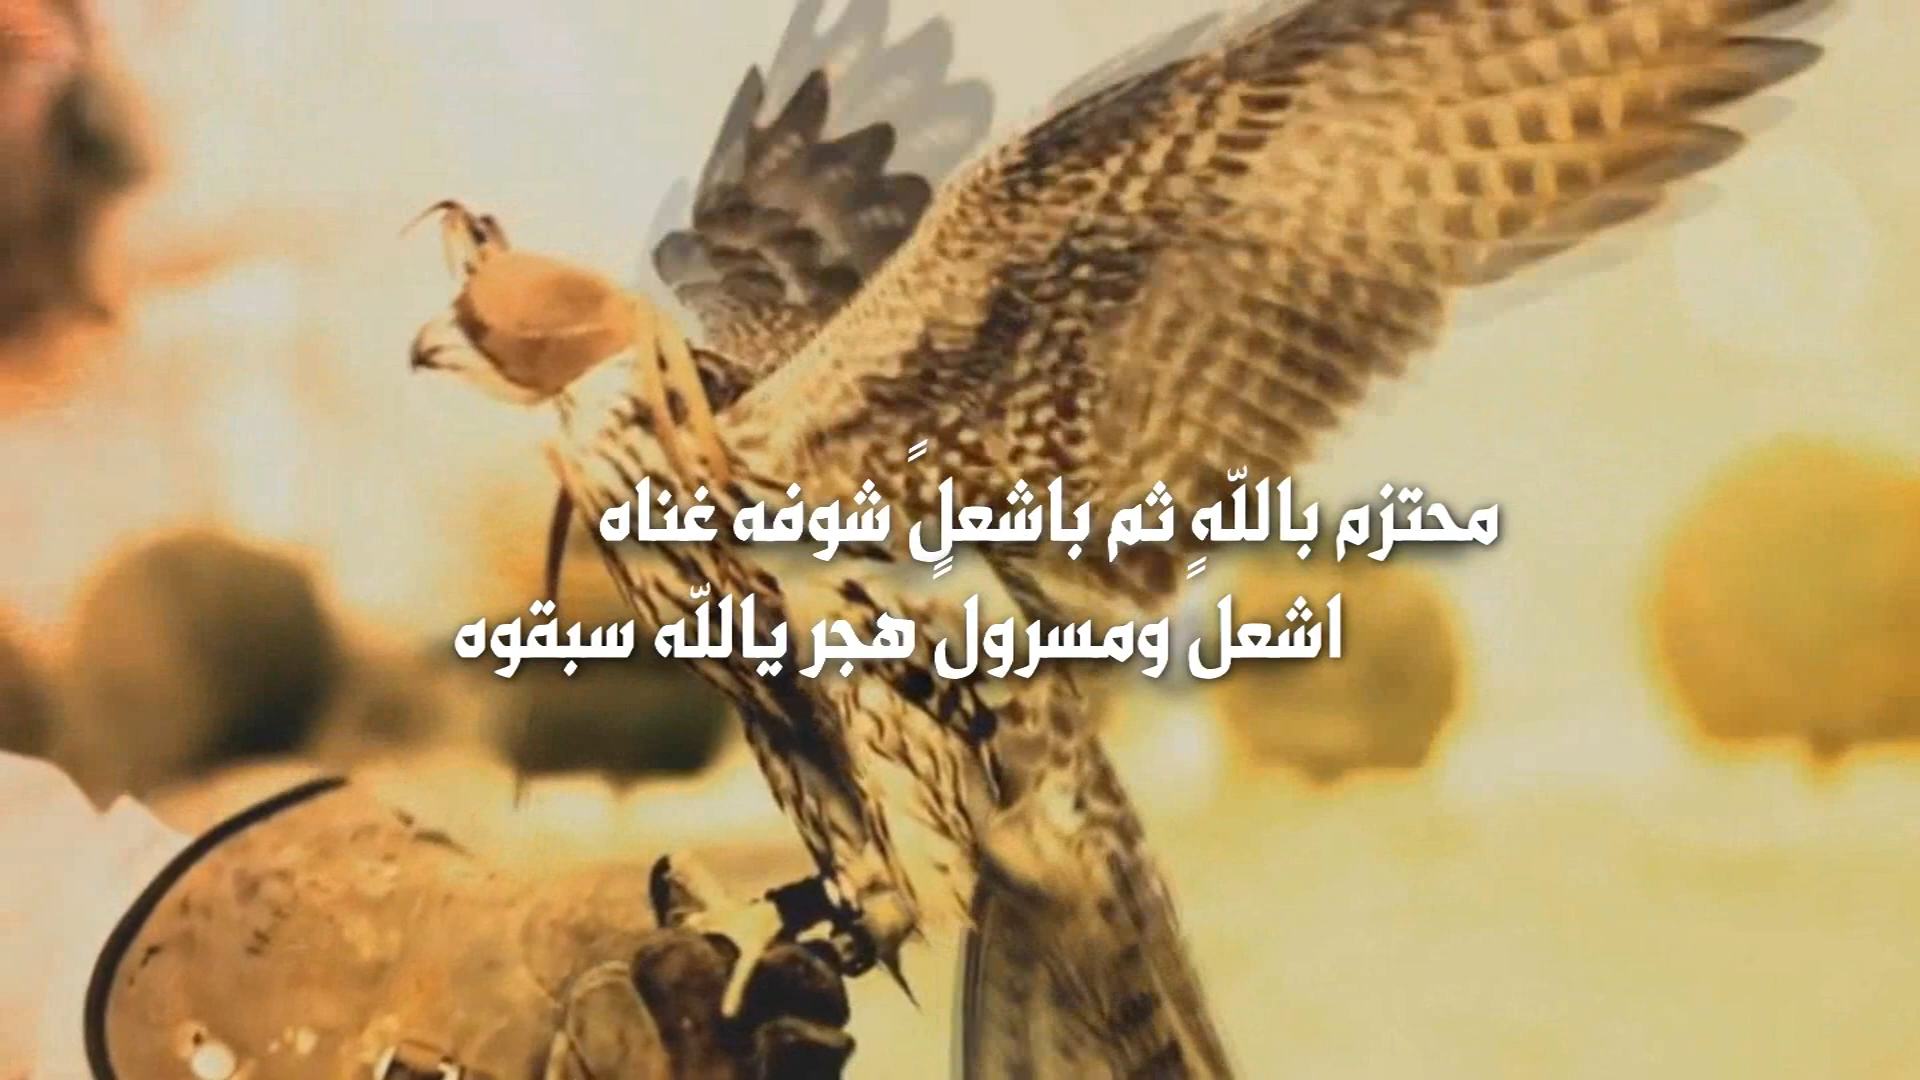 محتزم باللّهٍ ثم باشعلٍ شوفه غناه
اشعلٍ ومسرول هجر ياللّه سبقوه